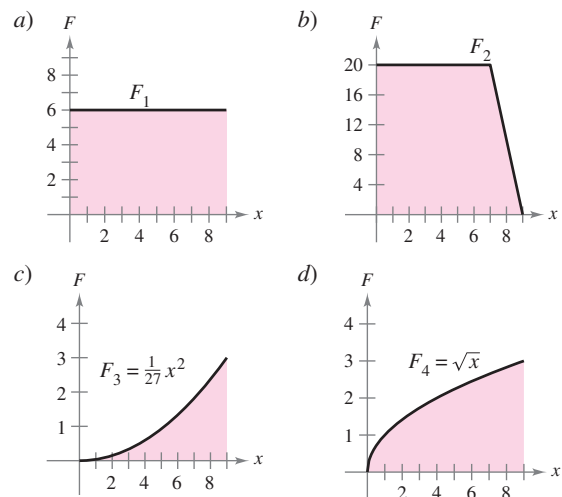 a) F
8
6
4
2
F₁
2 4 6 8 x
b) F
20
16
12
8
4
F₂
2 4 6 8 x
c) F
4
3
2
1
F₃ = 1/27 x²
2 4 6 8 x
d) F
4
3
2
1
F₄ = √x
2 4 6 8 x